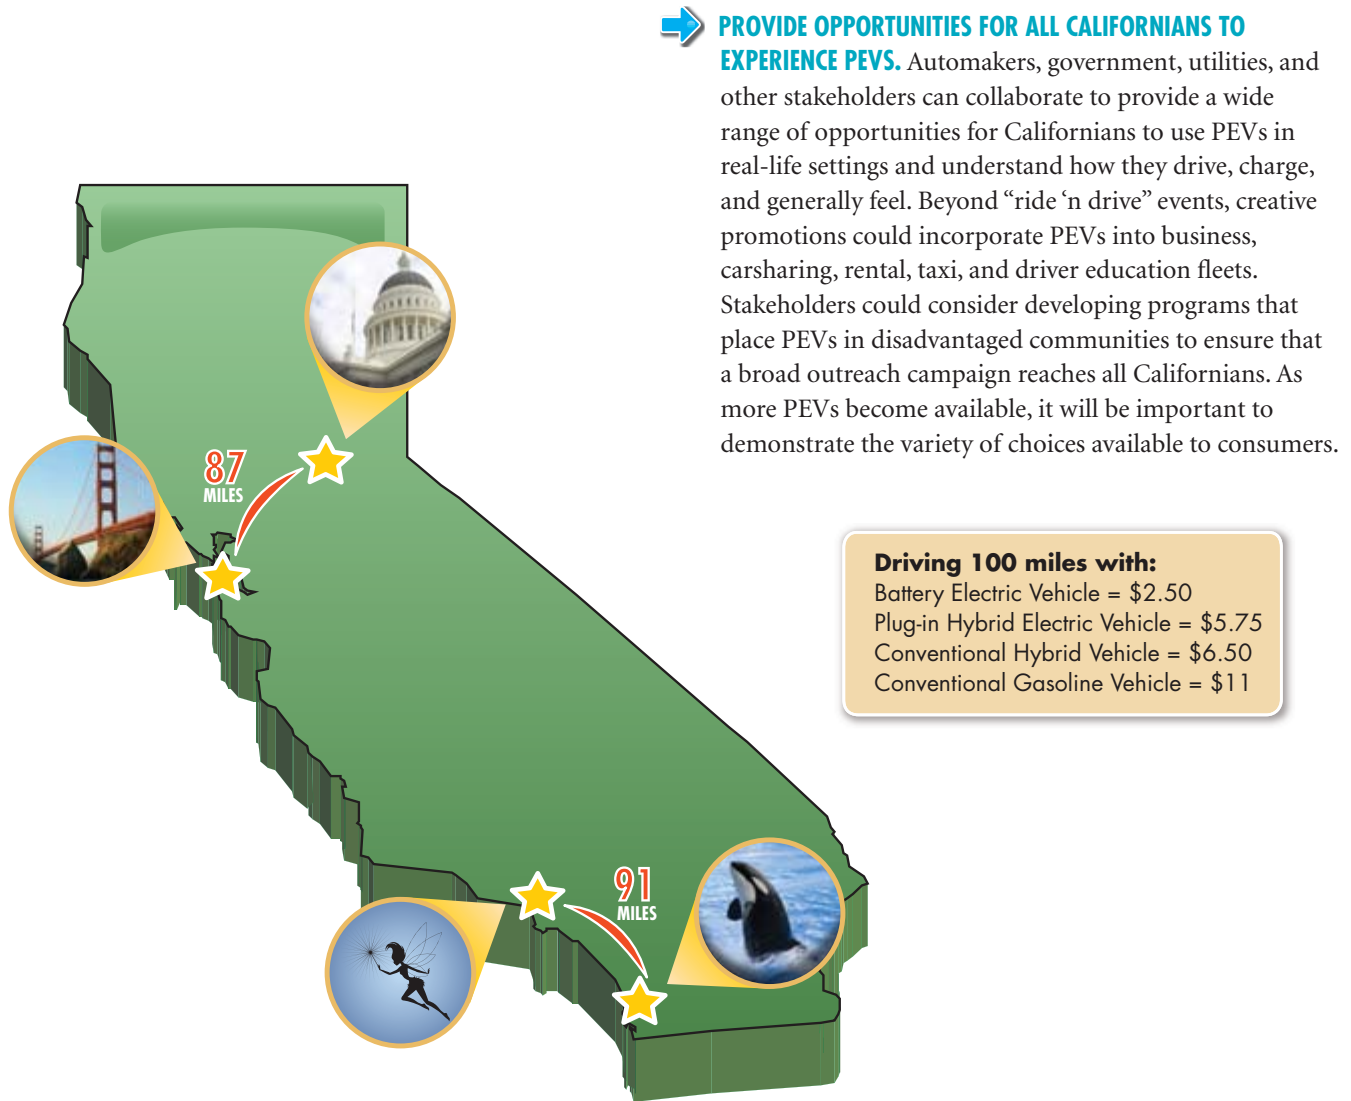 PROVIDE OPPORTUNITIES FOR ALL CALIFORNIANS TO
EXPERIENCE PEVS. Automakers, government, utilities, and
other stakeholders can collaborate to provide a wide
range of opportunities for Californians to use PEVs in
real-life settings and understand how they drive, charge,
and generally feel. Beyond “ride ‘n drive” events, creative
promotions could incorporate PEVs into business,
carsharing, rental, taxi, and driver education fleets.
Stakeholders could consider developing programs that
place PEVs in disadvantaged communities to ensure that
a broad outreach campaign reaches all Californians. As
more PEVs become available, it will be important to
demonstrate the variety of choices available to consumers.
87
MILES
Driving 100 miles with:
Battery Electric Vehicle = $2.50
Plug-in Hybrid Electric Vehicle = $5.75
Conventional Hybrid Vehicle = $6.50
Conventional Gasoline Vehicle = $11
91
MILES